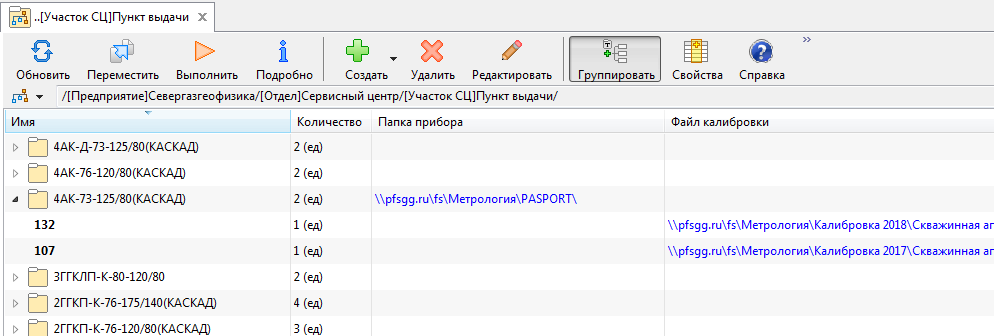 ..[Участок СЦ]Пункт выдачи
Обновить Переместить Выполнить Подробно Создать Удалить Редактировать Группировать Свойства Справка
/[Предприятие]Севергазгеофизика/[Отдел]Сервисный центр/[Участок СЦ]Пункт выдачи/
Имя Количество Папка прибора Файл калибровки
4АК-Д-73-125/80(КАСКАД) 2 (ед)
4АК-76-120/80(КАСКАД) 2 (ед)
4АК-73-125/80(КАСКАД) 2 (ед) \\pfsgg.ru\fs\Метрология\PASPORT\
132 1 (ед) \\pfsgg.ru\fs\Метрология\Калибровка 2018\Скважинная ап
107 1 (ед) \\pfsgg.ru\fs\Метрология\Калибровка 2017\Скважинная ап
3ГГКЛП-К-80-120/80 2 (ед)
2ГГКП-К-76-175/140(КАСКАД) 4 (ед)
2ГГКП-К-76-120/80(КАСКАД) 3 (ед)